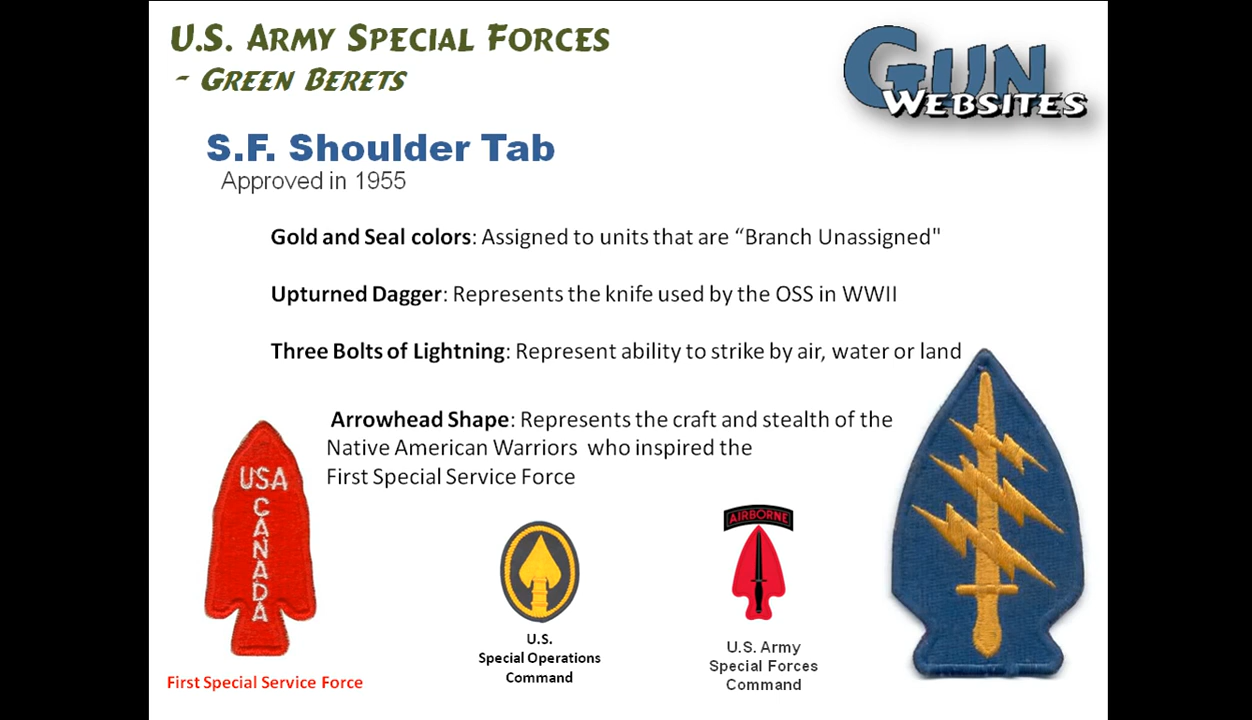 U.S. Army Special Forces
- Green Berets
Gun
Websites
S.F. Shoulder Tab
Approved in 1955
Gold and Seal colors: Assigned to units that are “Branch Unassigned"
Upturned Dagger: Represents the knife used by the OSS in WWII
Three Bolts of Lightning: Represent ability to strike by air, water or land
Arrowhead Shape: Represents the craft and stealth of the
Native American Warriors who inspired the
First Special Service Force
USA
CANADA
First Special Service Force
U.S.
Special Operations
Command
AIRBORNE
U.S. Army
Special Forces
Command